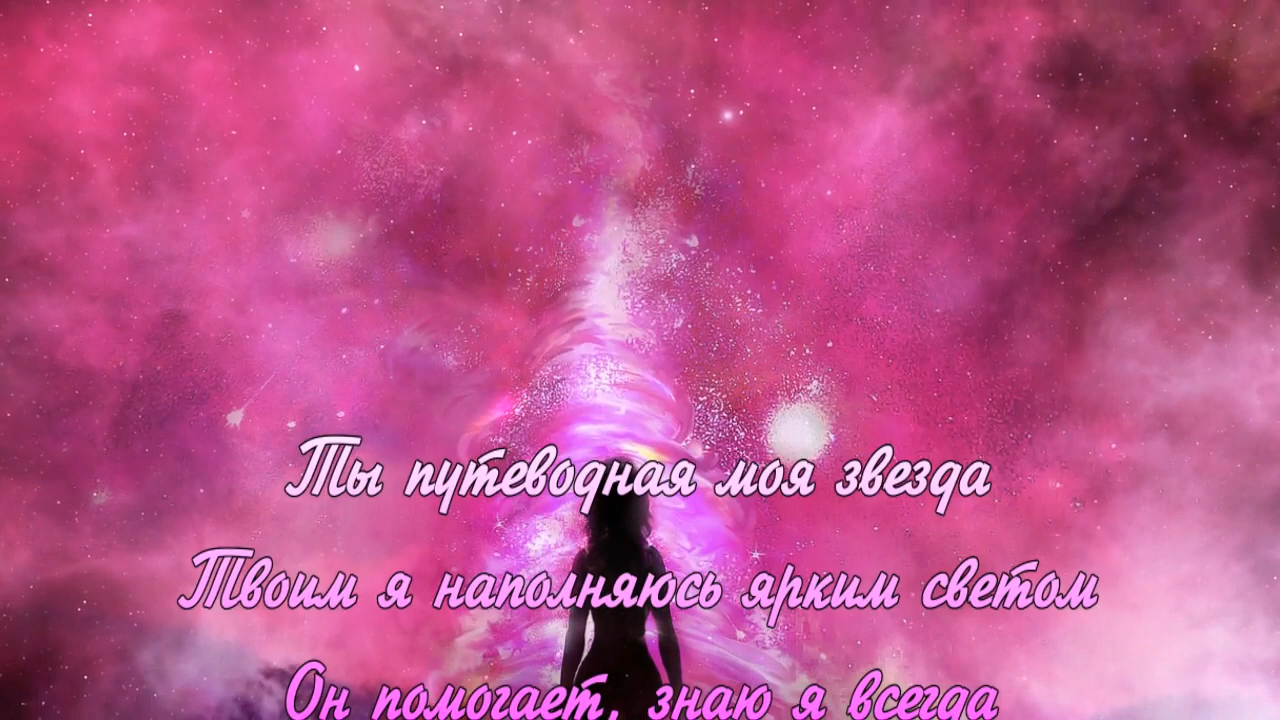 Ты путеводная моя звезда
Твоим я наполняюсь ярким светом
Он помогает, знаю я всегда